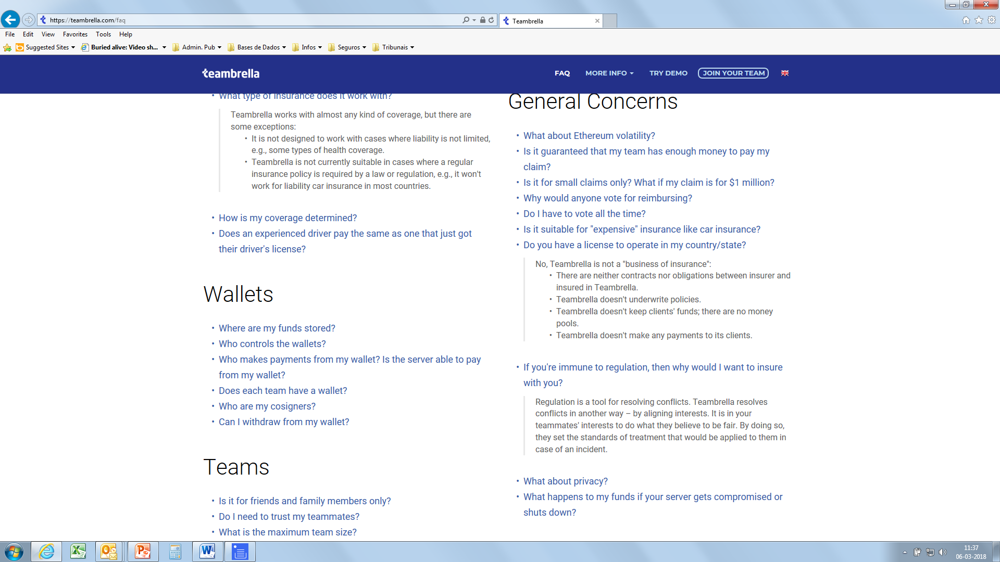 https://teambrella.com/faq
Teambrella
File Edit View Favorites Tools Help
Suggested Sites
Buried alive: Video sh...
Admin. Pub
Bases de Dados
Infos
Seguros
Tribunais
teambrella
FAQ
MORE INFO
TRY DEMO
JOIN YOUR TEAM
What type of insurance does it work with?
Teambrella works with almost any kind of coverage, but there are
some exceptions:
It is not designed to work with cases where liability is not limited,
e.g., some types of health coverage.
Teambrella is not currently suitable in cases where a regular
insurance policy is required by a law or regulation, e.g., it won't
work for liability car insurance in most countries.
How is my coverage determined?
Does an experienced driver pay the same as one that just got
their driver's license?
Wallets
Where are my funds stored?
Who controls the wallets?
Who makes payments from my wallet? Is the server able to pay
from my wallet?
Does each team have a wallet?
Who are my cosigners?
Can I withdraw from my wallet?
Teams
Is it for friends and family members only?
Do I need to trust my teammates?
What is the maximum team size?
General Concerns
What about Ethereum volatility?
Is it guaranteed that my team has enough money to pay my
claim?
Is it for small claims only? What if my claim is for $1 million?
Why would anyone vote for reimbursing?
Do I have to vote all the time?
Is it suitable for "expensive" insurance like car insurance?
Do you have a license to operate in my country/state?
No, Teambrella is not a "business of insurance":
There are neither contracts nor obligations between insurer and
insured in Teambrella.
Teambrella doesn't underwrite policies.
Teambrella doesn't keep clients' funds; there are no money
pools.
Teambrella doesn't make any payments to its clients.
If you're immune to regulation, then why would I want to insure
with you?
Regulation is a tool for resolving conflicts. Teambrella resolves
conflicts in another way – by aligning interests. It is in your
teammates' interests to do what they believe to be fair. By doing so,
they set the standards of treatment that would be applied to them in
case of an incident.
What about privacy?
What happens to my funds if your server gets compromised or
shuts down?
11:37
06-03-2018